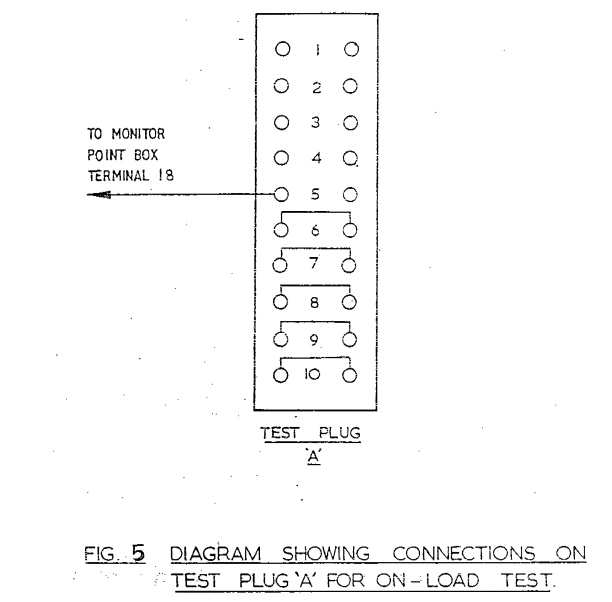 1
2
3
TO MONITOR
POINT BOX
TERMINAL 18
4
5
6
7
8
9
10
TEST PLUG
'A'
FIG. 5 DIAGRAM SHOWING CONNECTIONS ON
TEST PLUG 'A' FOR ON-LOAD TEST.